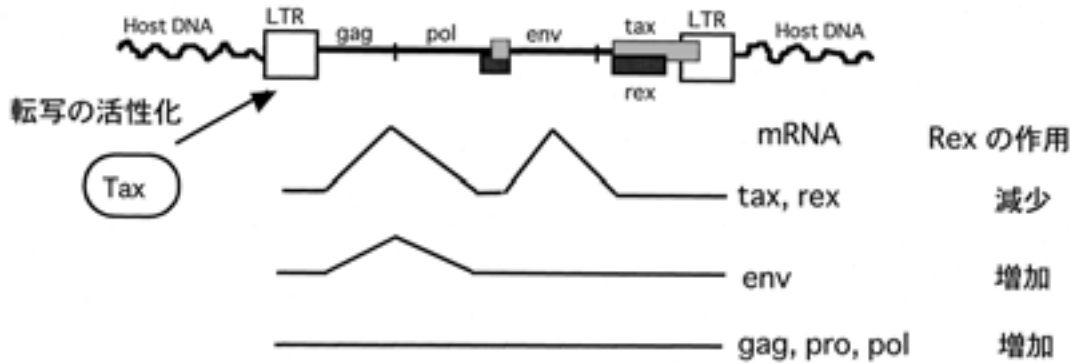 Host DNA LTR gag pol env tax LTR Host DNA
rex
転写の活性化
Tax
mRNA Rex の作用
tax, rex 減少
env 増加
gag, pro, pol 増加